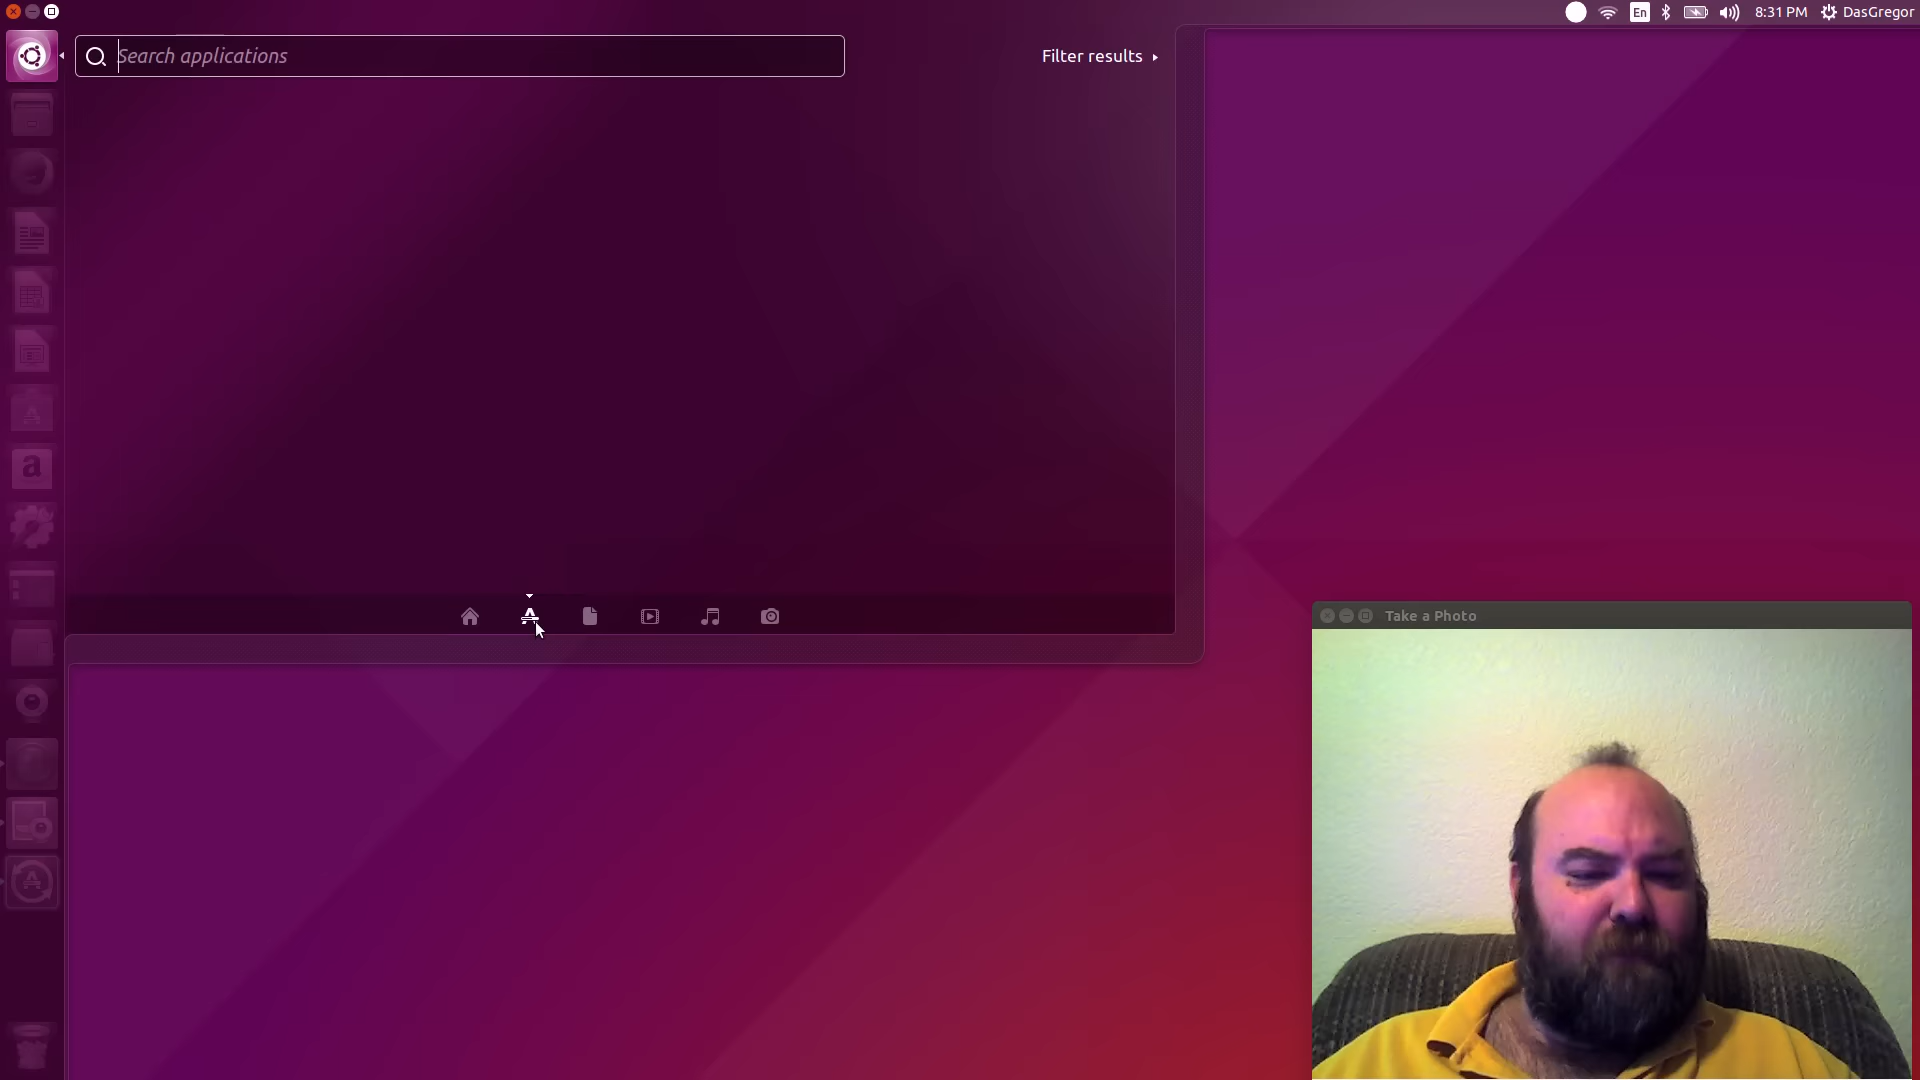 En
8:31 PM
DasGregor
Search applications
Filter results
a
Take a Photo